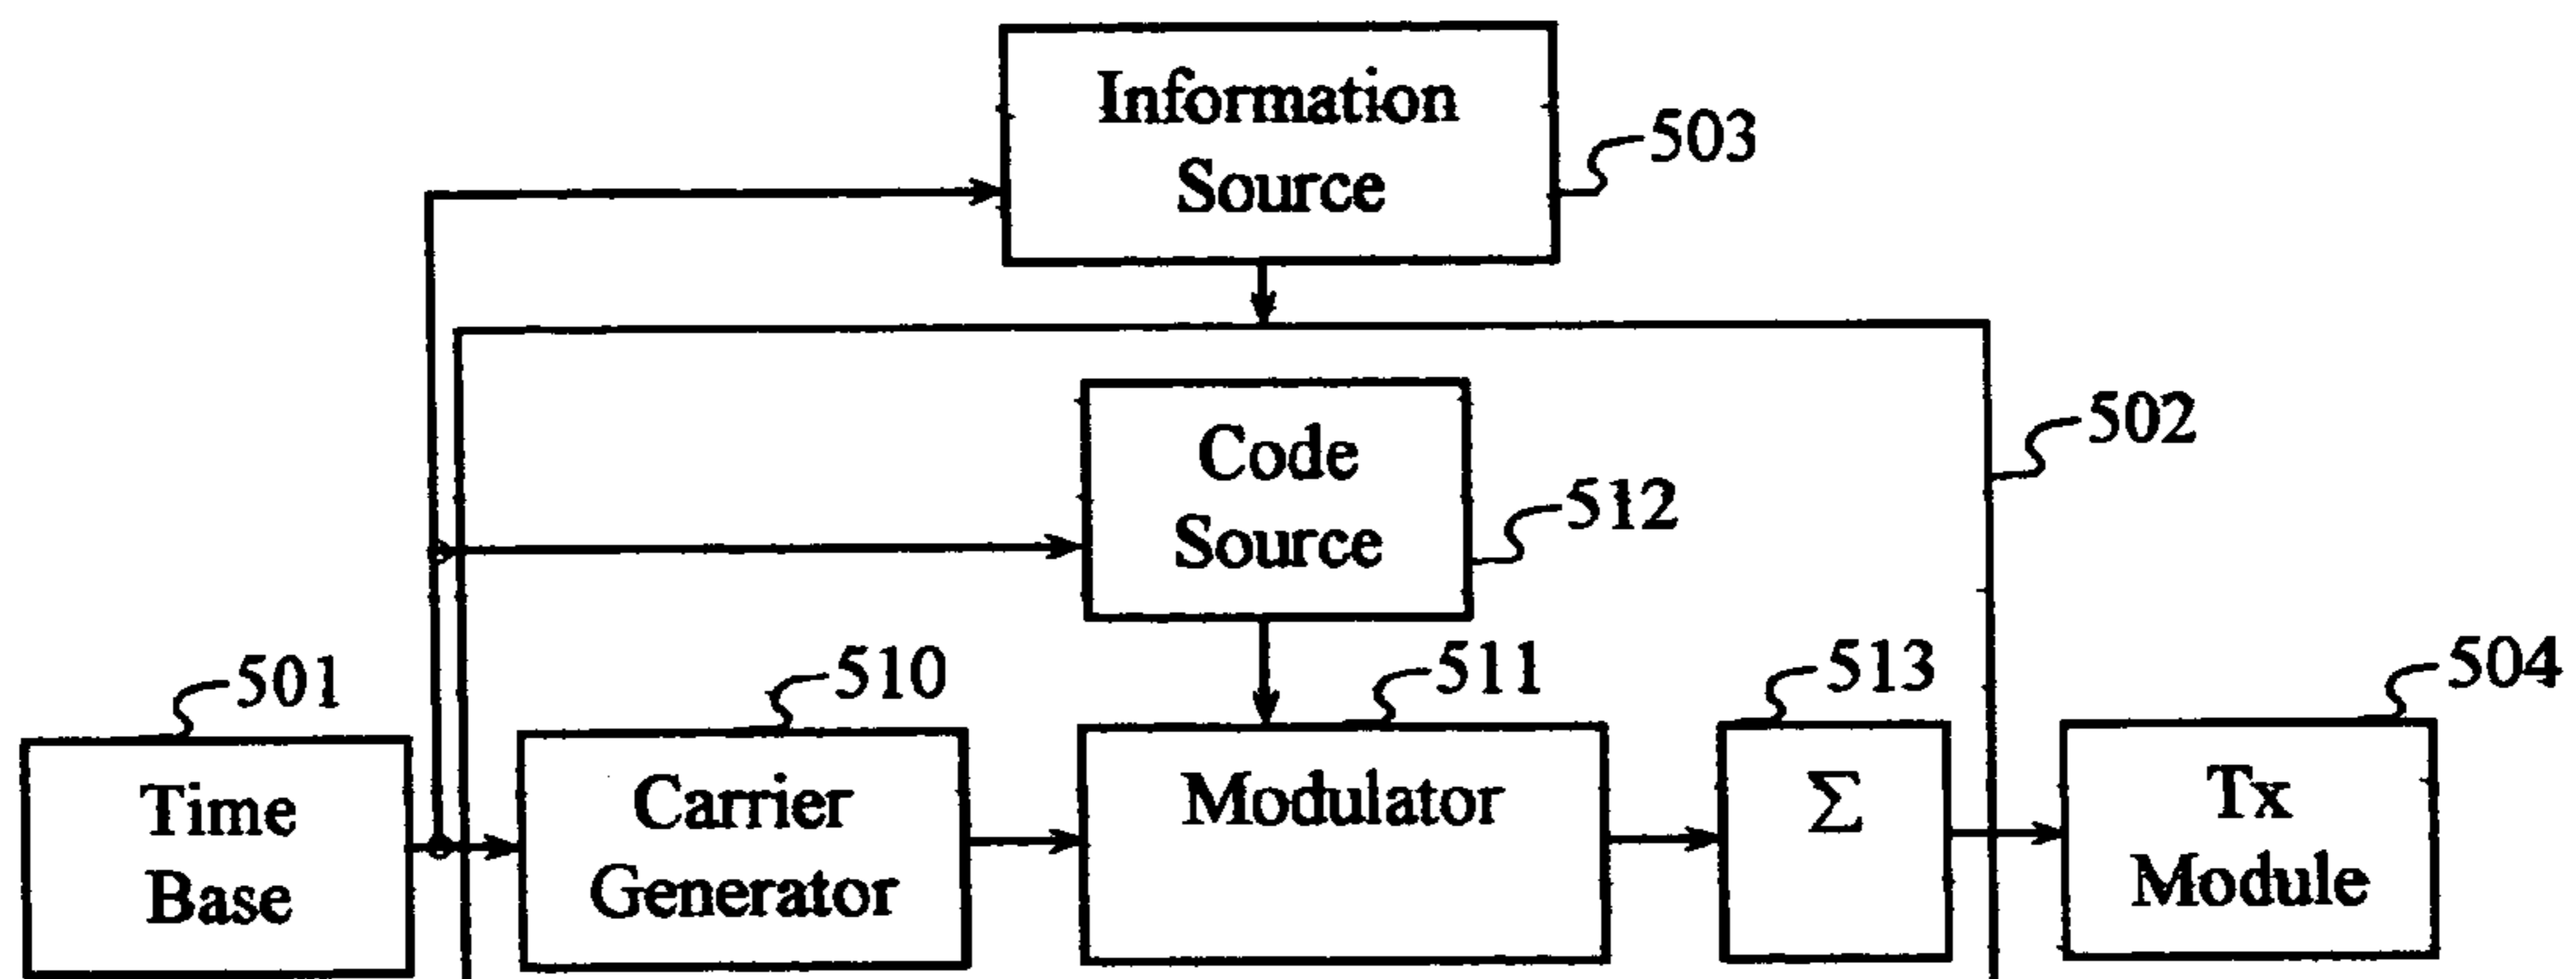 Information
Source
503
502
Code
Source
512
501
510
511
513
504
Time
Base
Carrier
Generator
Modulator
Σ
Tx
Module